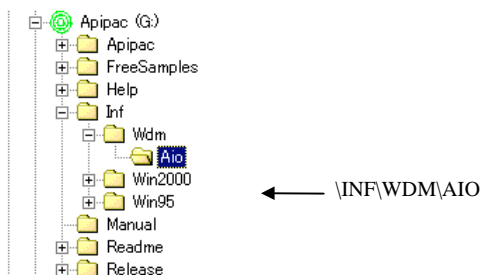 Apipac (G:)
Apipac
FreeSamples
Help
Inf
Wdm
Aio
Win2000
\INF\WDM\AIO
Win95
Manual
Readme
Release